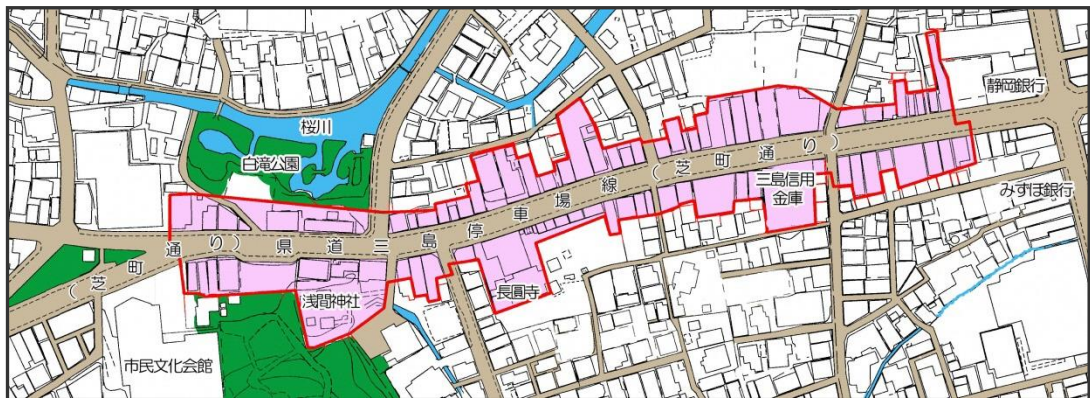 桜川
白滝公園
静岡銀行
みずほ銀行
三島信用
金庫
(芝町通り)県道三島停車場線(芝町通り)
浅間神社
長圓寺
市民文化会館